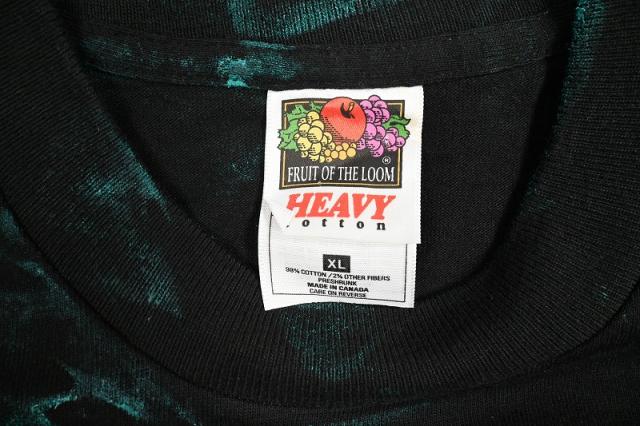 ®
FRUIT OF THE LOOM
HEAVY
cotton
XL
98% COTTON / 2% OTHER FIBERS
PRESHRUNK
MADE IN CANADA
CARE ON REVERSE